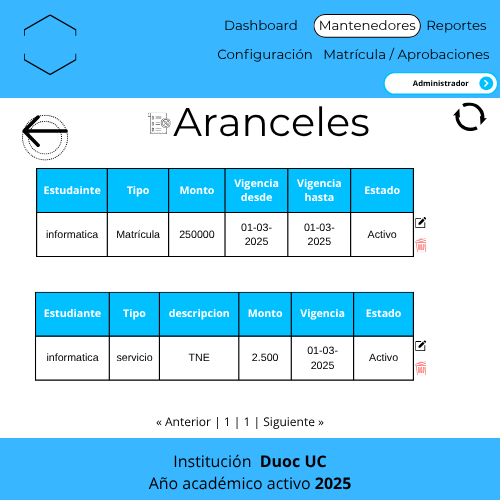 Dashboard Mantenedores Reportes
Configuración Matrícula / Aprobaciones
Administrador
Aranceles
Estudainte Tipo Monto Vigencia desde Vigencia hasta Estado
informatica Matrícula 250000 01-03-2025 01-03-2025 Activo
Estudiante Tipo descripcion Monto Vigencia Estado
informatica servicio TNE 2.500 01-03-2025 Activo
« Anterior | 1 | 1 | Siguiente »
Institución Duoc UC
Año académico activo 2025